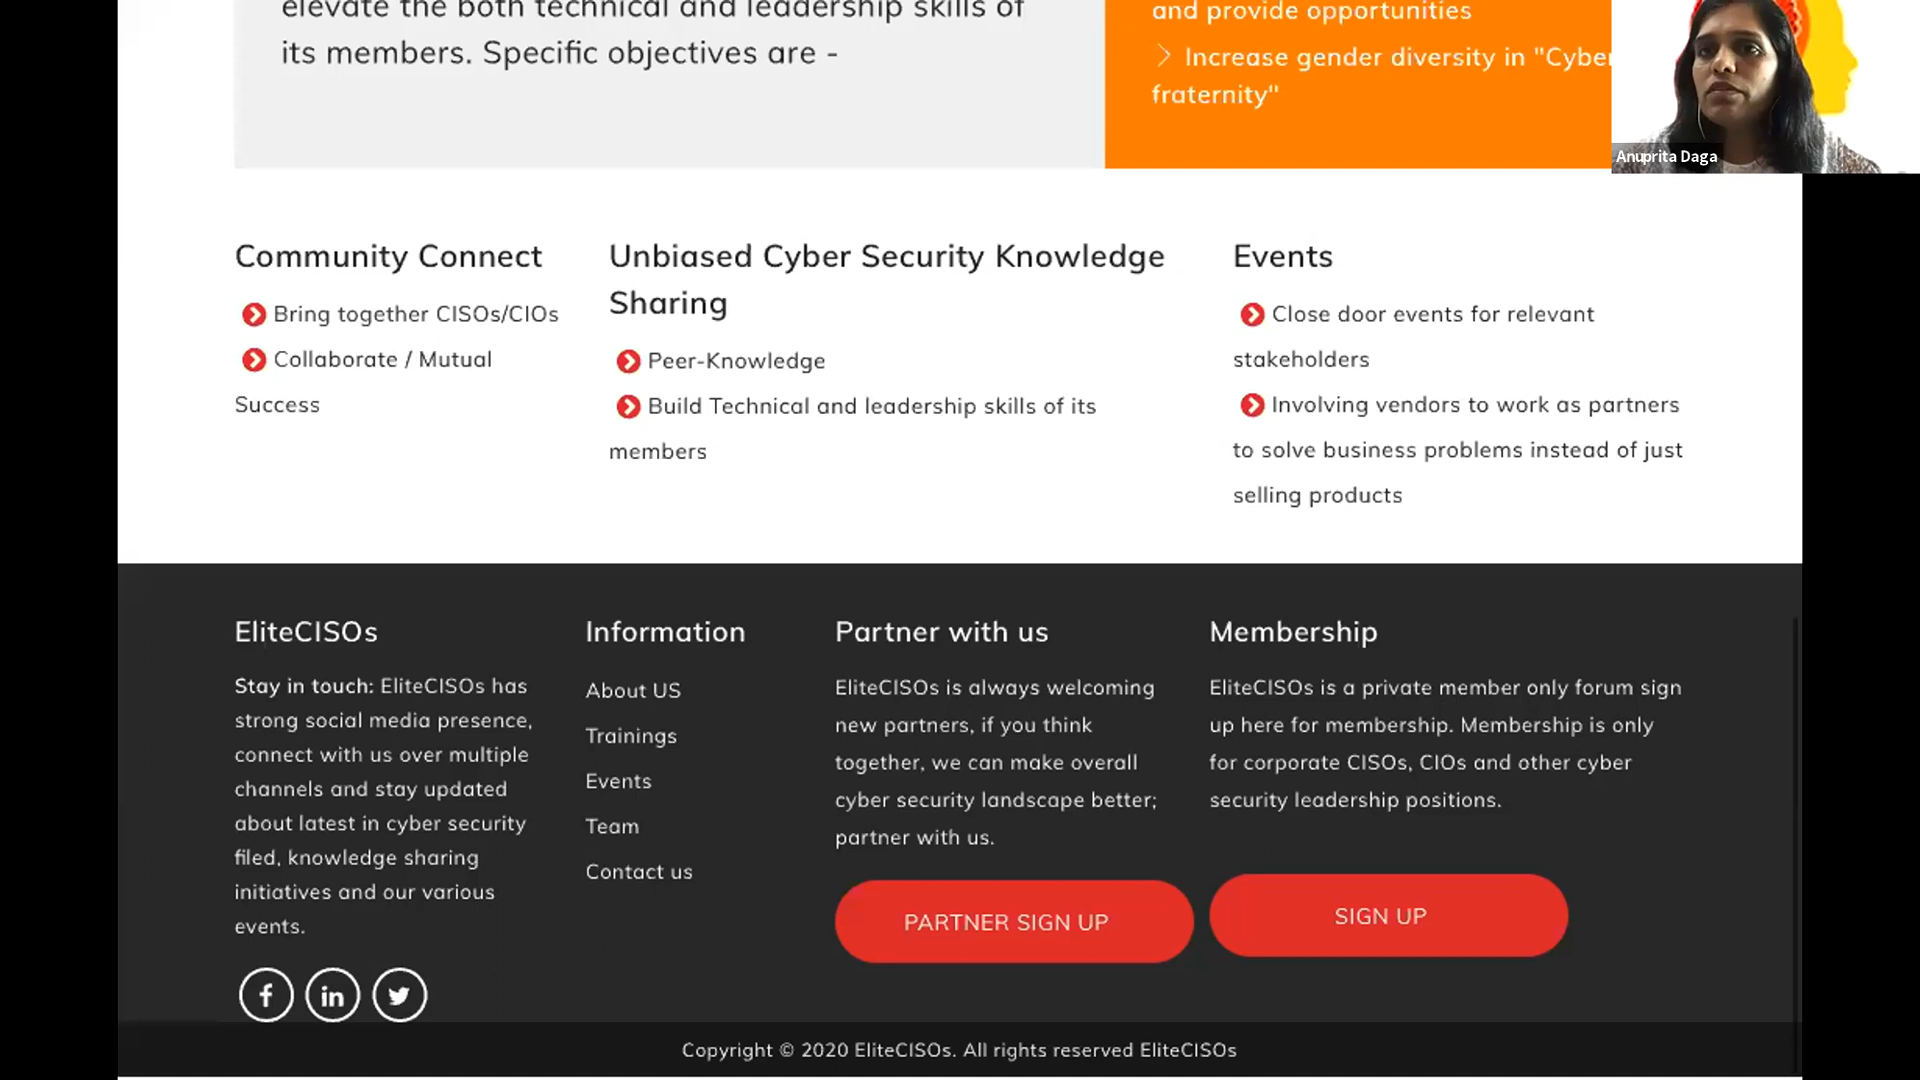 elevate the both technical and leadership skills of
its members. Specific objectives are -
and provide opportunities
Increase gender diversity in "Cyber
fraternity"
Anuprita Daga
Community Connect
Bring together CISOs/CIOs
Collaborate / Mutual
Success
Unbiased Cyber Security Knowledge
Sharing
Peer-Knowledge
Build Technical and leadership skills of its
members
Events
Close door events for relevant
stakeholders
Involving vendors to work as partners
to solve business problems instead of just
selling products
EliteCISOs
Stay in touch: EliteCISOs has
strong social media presence,
connect with us over multiple
channels and stay updated
about latest in cyber security
filed, knowledge sharing
initiatives and our various
events.
Information
About US
Trainings
Events
Team
Contact us
Partner with us
EliteCISOs is always welcoming
new partners, if you think
together, we can make overall
cyber security landscape better;
partner with us.
PARTNER SIGN UP
Membership
EliteCISOs is a private member only forum sign
up here for membership. Membership is only
for corporate CISOs, CIOs and other cyber
security leadership positions.
SIGN UP
Copyright © 2020 EliteCISOs. All rights reserved EliteCISOs